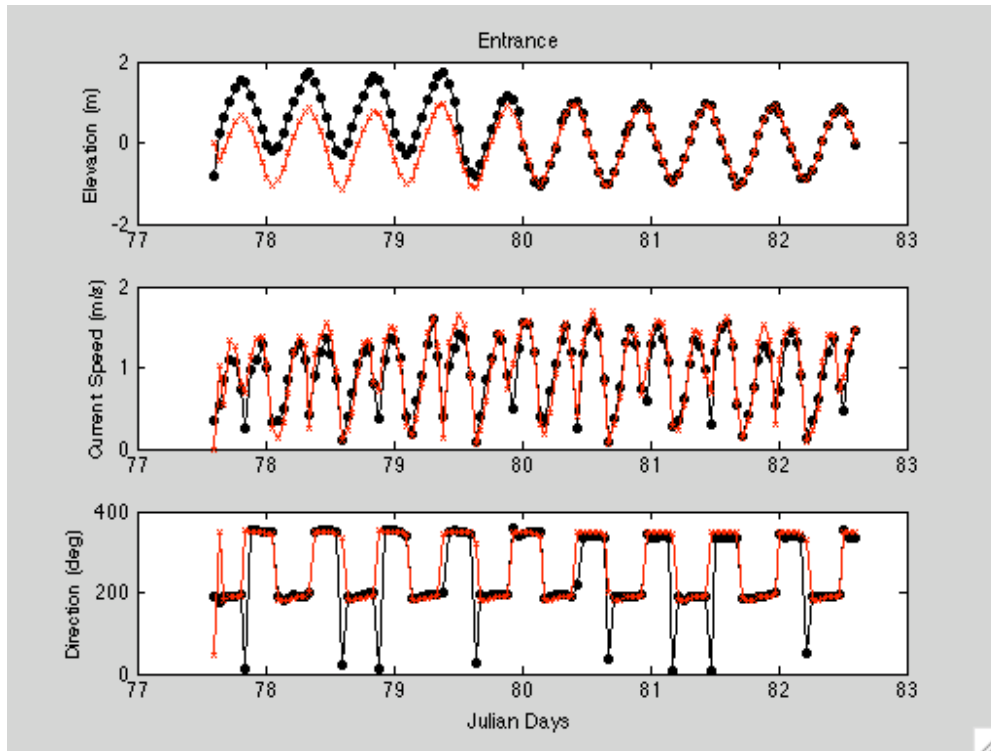 Entrance
2
0
-2
Elevation (m)
77 78 79 80 81 82 83
2
1
0
Current Speed (m/s)
77 78 79 80 81 82 83
400
200
0
Direction (deg)
77 78 79 80 81 82 83
Julian Days